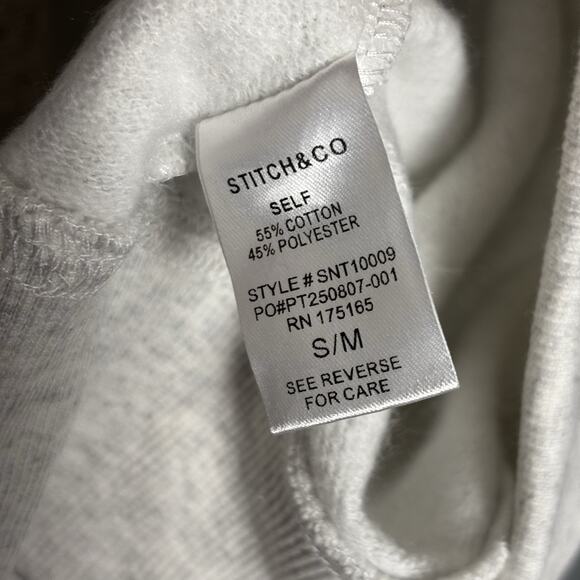 STITCH&CO
SELF
55% COTTON
45% POLYESTER
STYLE # SNT10009
PO#PT250807-001
RN 175165
S/M
SEE REVERSE
FOR CARE